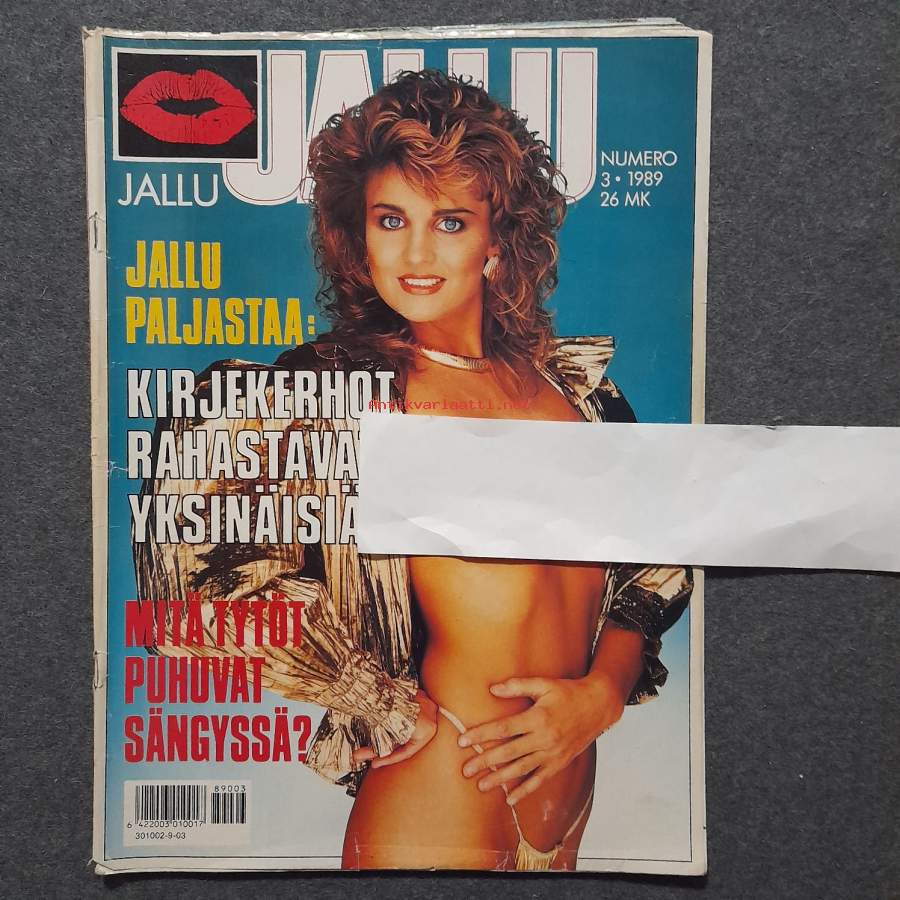 JALLU
JALLU
NUMERO
3 • 1989
26 MK
JALLU
PALJASTAA:
KIRJEKERHOT
antikvariaatti.net
RAHASTAVAT
YKSINÄISIÄ
MITÄ TYTÖT
PUHUVAT
SÄNGYSSÄ?
89003
6 422003 010017
301002-9-03